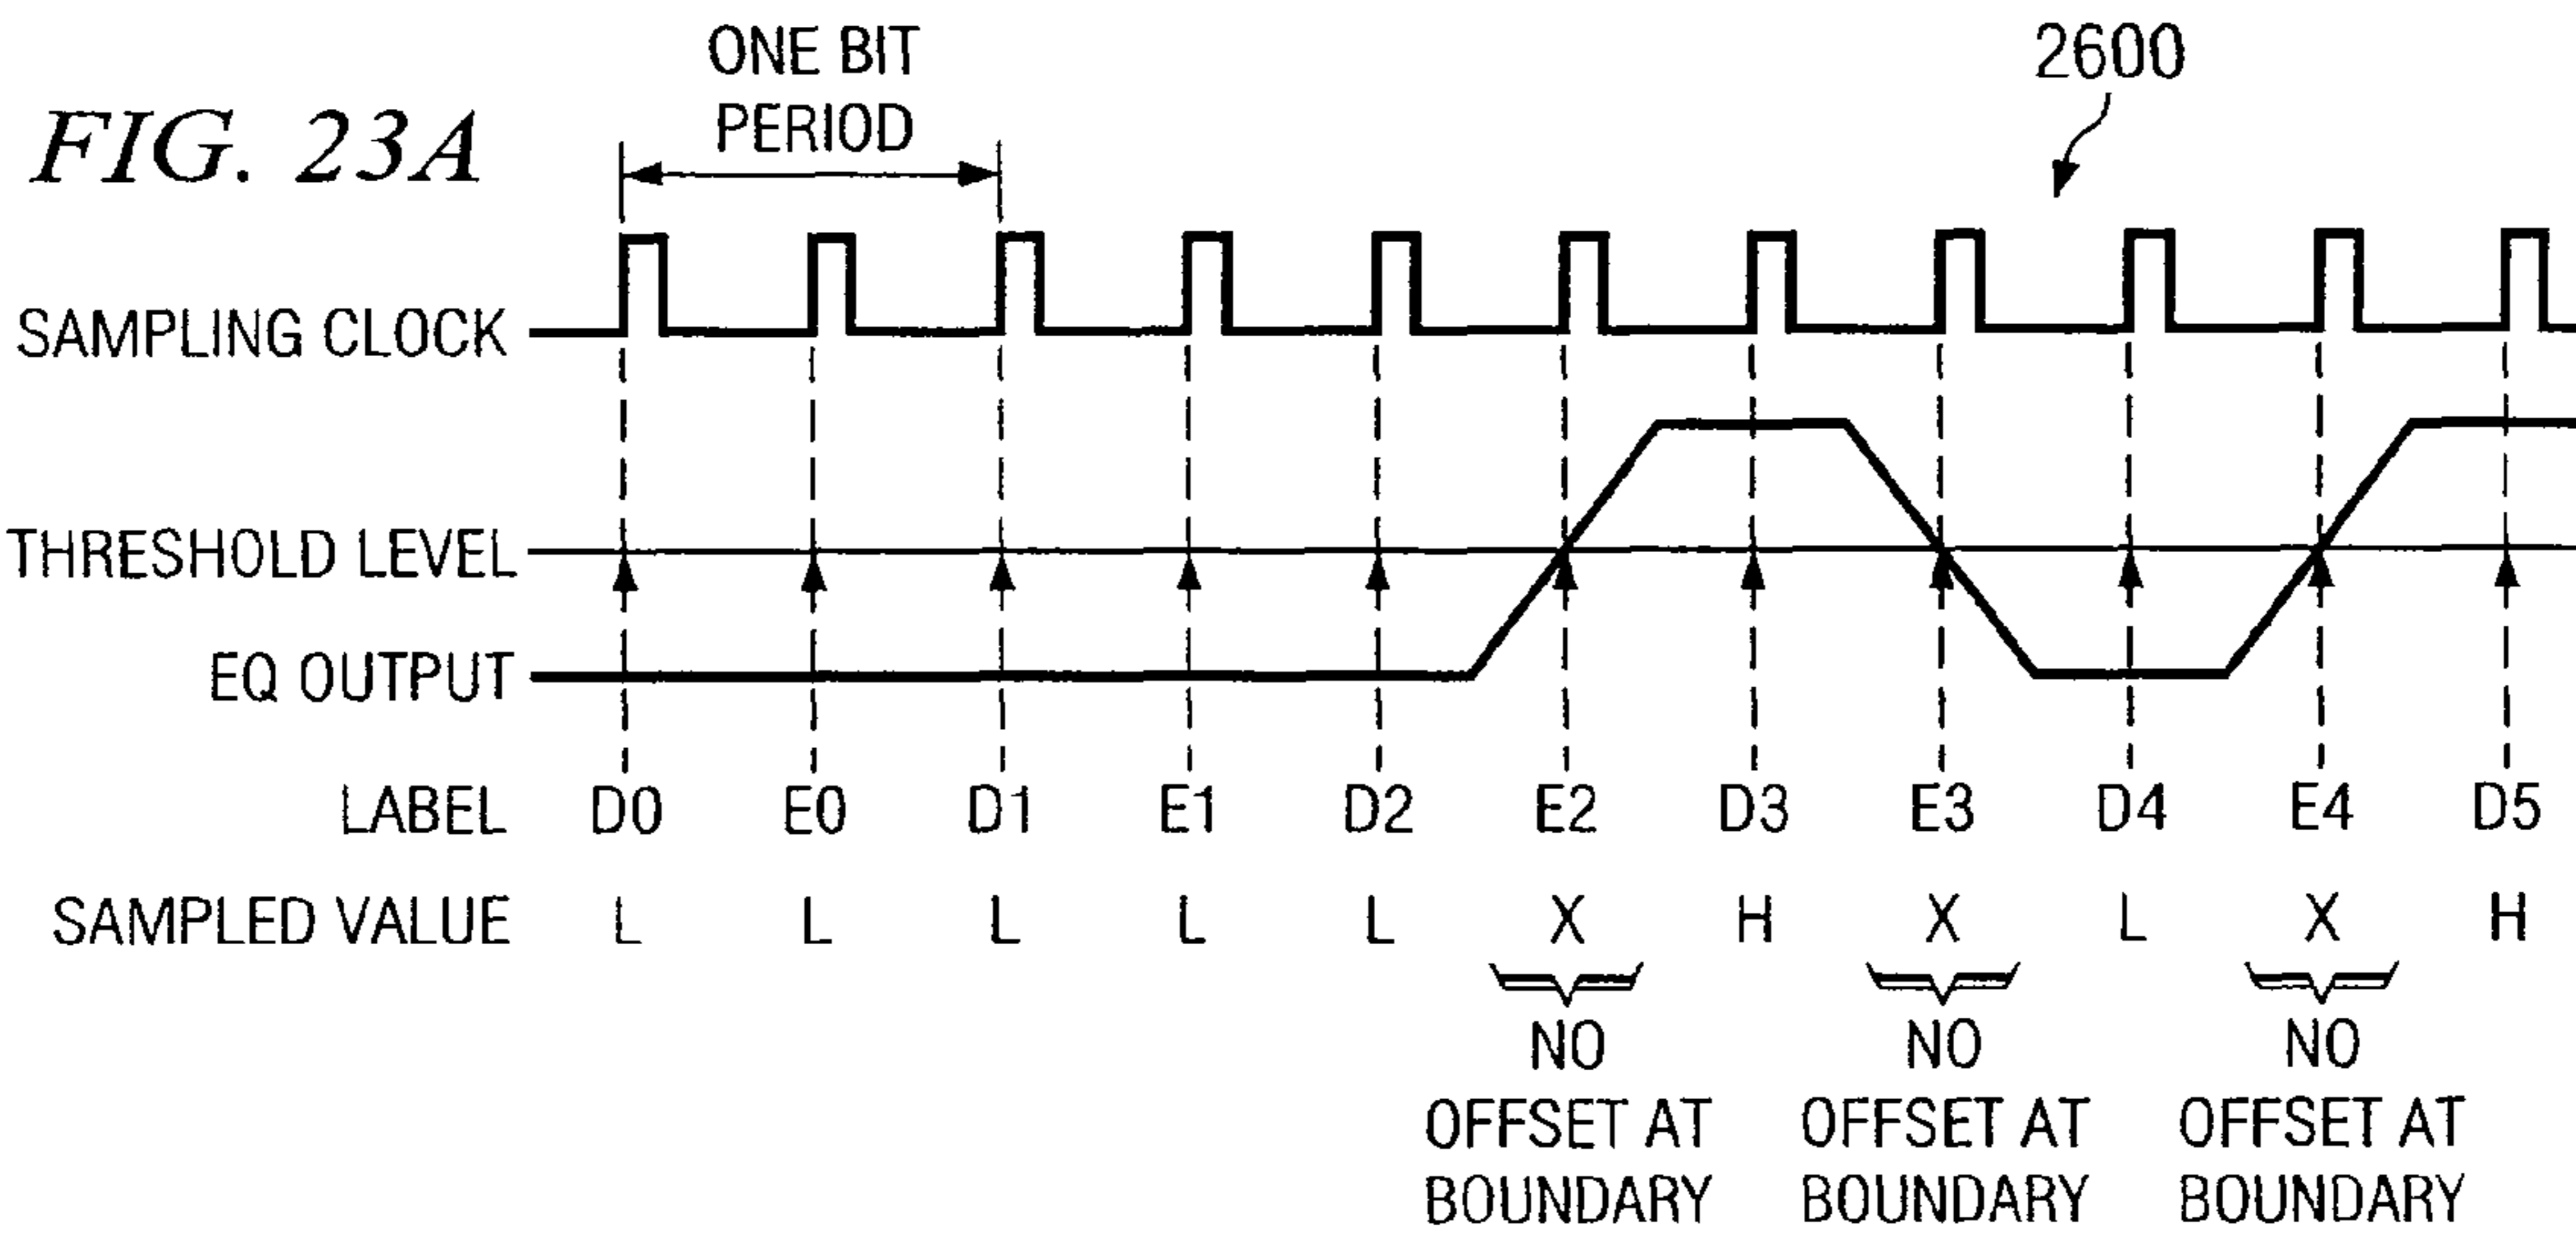 FIG. 23A
ONE BIT
PERIOD
2600
SAMPLING CLOCK
THRESHOLD LEVEL
EQ OUTPUT
LABEL D0 E0 D1 E1 D2 E2 D3 E3 D4 E4 D5
SAMPLED VALUE L L L L L X H X L X H
NO NO NO
OFFSET AT OFFSET AT OFFSET AT
BOUNDARY BOUNDARY BOUNDARY